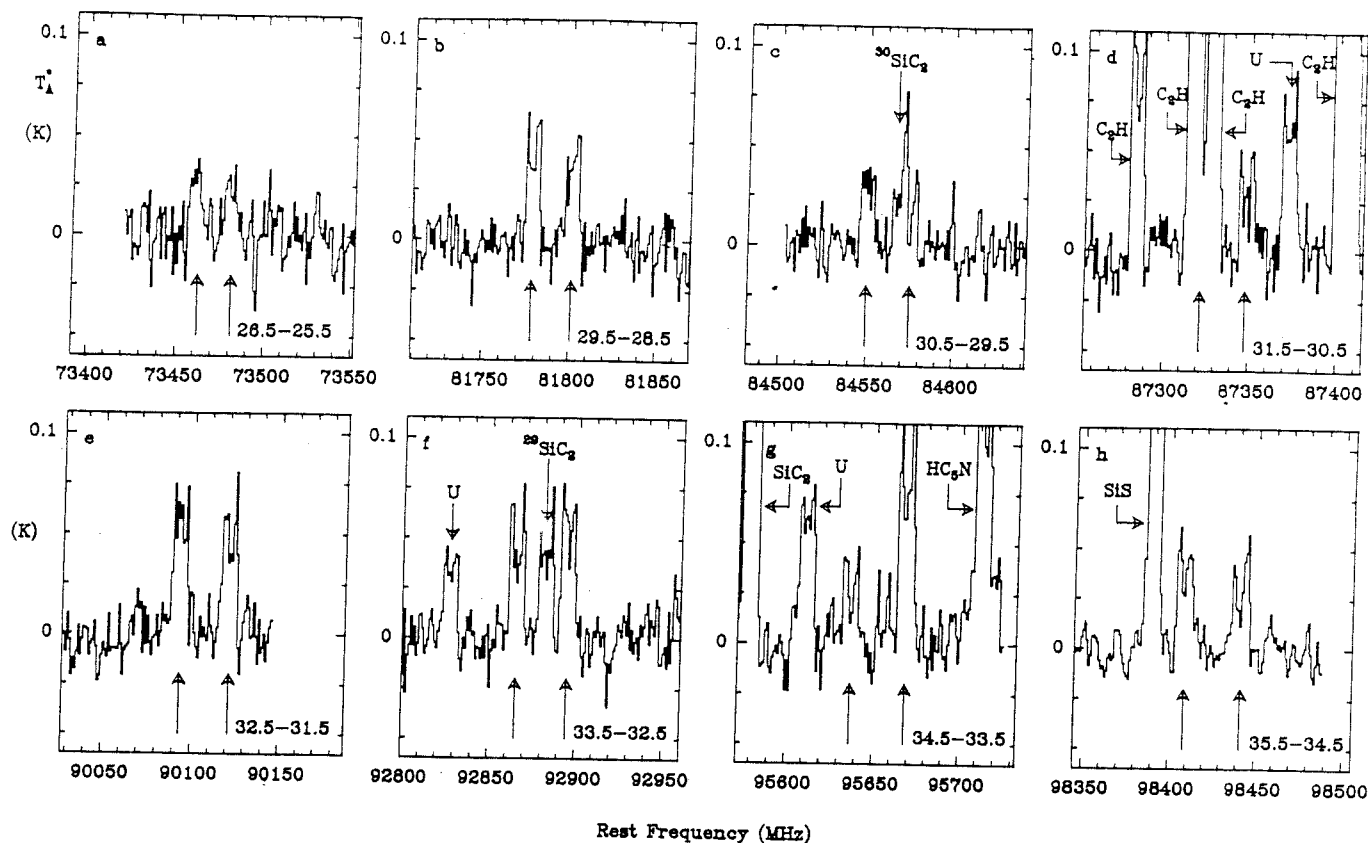 0.1
T*A
(K)
0
a
26.5−25.5
73400 73450 73500 73550
0.1
0
b
29.5−28.5
81750 81800 81850
0.1
0
c
³⁰SiC₂
30.5−29.5
84500 84550 84600
0.1
0
d
U
C₂H
C₂H
C₂H
C₂H
31.5−30.5
87300 87350 87400
0.1
(K)
0
e
32.5−31.5
90050 90100 90150
0.1
0
f
²⁹SiC₂
U
33.5−32.5
92800 92850 92900 92950
0.1
0
g
SiC₂
U
HC₅N
34.5−33.5
95600 95650 95700
0.1
0
h
SiS
35.5−34.5
98350 98400 98450 98500
Rest Frequency (MHz)